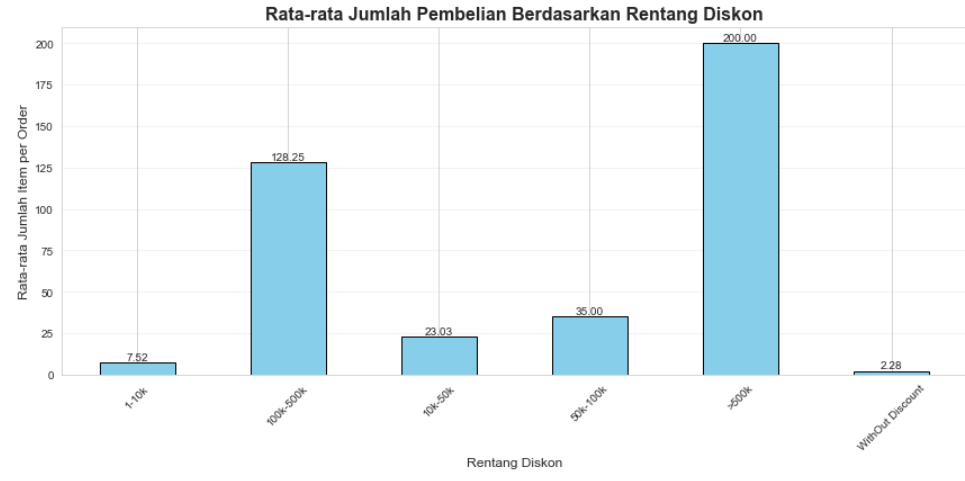 Rata-rata Jumlah Pembelian Berdasarkan Rentang Diskon
Rata-rata Jumlah Item per Order
200
175
150
125
100
75
50
25
0
7.52
128.25
23.03
35.00
200.00
2.28
1-10k
100k-500k
10k-50k
50k-100k
>500k
WithOut Discount
Rentang Diskon